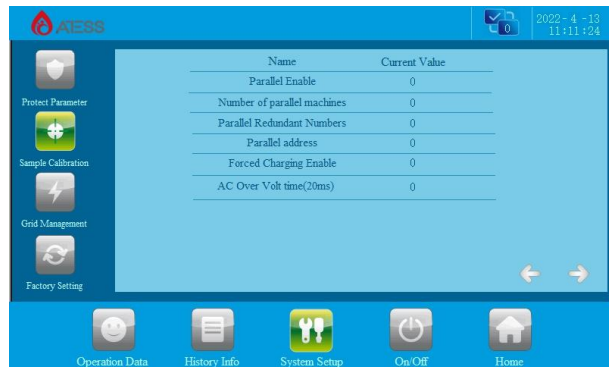 ATESS
0
2022- 4 -13
11:11:24
Name Current Value
Parallel Enable 0
Number of parallel machines 0
Parallel Redundant Numbers 0
Parallel address 0
Forced Charging Enable 0
AC Over Volt time(20ms) 0
Protect Parameter
Sample Calibration
Grid Management
Factory Setting
Operation Data
History Info
System Setup
On/Off
Home